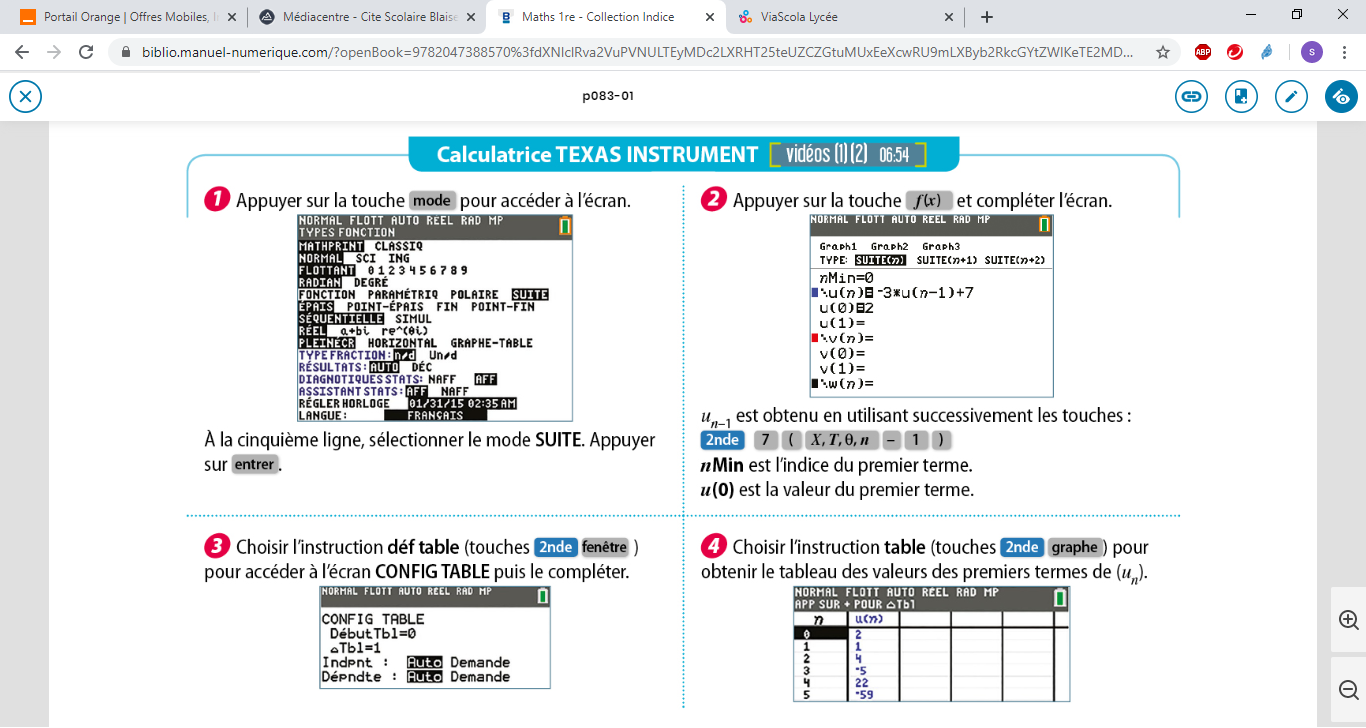 Portail Orange | Offres Mobiles, I
Médiacentre - Cite Scolaire Blaise
Maths 1re - Collection Indice
ViaScola Lycée
biblio.manuel-numerique.com/?openBook=9782047388570%3fdXNlclRva2VuPVNULTEyMDc2LXRHT25teUZCZGtuMUxEeXcwRU9mLXByb2RkcGYtZWlKeTE2MD...
ABP
S
p083-01
Calculatrice TEXAS INSTRUMENT [vidéos (1) (2) 06:54]
1 Appuyer sur la touche mode pour accéder à l'écran.
NORMAL FLOTT AUTO RÉEL RAD MP
TYPES FONCTION
MATHPRINT CLASSIQ
NORMAL SCI ING
FLOTTANT 0 1 2 3 4 5 6 7 8 9
RADIAN DEGRÉ
FONCTION PARAMÉTRIQ POLAIRE SUITE
ÉPAIS POINT-ÉPAIS FIN POINT-FIN
SÉQUENTIELLE SIMUL
RÉEL a+bi re^(θi)
PLEINÉCR HORIZONTAL GRAPHE-TABLE
TYPE FRACTION: n/d Un/d
RÉSULTATS: AUTO DÉC
DIAGNOTIQUES STATS: NAFF AFF
ASSISTANT STATS: AFF NAFF
RÉGLER HORLOGE 01/31/15 02:35 AM
LANGUE: FRANÇAIS
À la cinquième ligne, sélectionner le mode SUITE. Appuyer
sur entrer.
2 Appuyer sur la touche f(x) et compléter l'écran.
NORMAL FLOTT AUTO RÉEL RAD MP
Graph1 Graph2 Graph3
TYPE: SUITE(n) SUITE(n+1) SUITE(n+2)
nMin=0
u(n)=-3*u(n-1)+7
u(0)=2
u(1)=
v(n)=
v(0)=
v(1)=
w(n)=
uₙ₋₁ est obtenu en utilisant successivement les touches :
2nde 7 ( X, T, θ, n – 1 )
nMin est l'indice du premier terme.
u(0) est la valeur du premier terme.
3 Choisir l'instruction déf table (touches 2nde fenêtre )
pour accéder à l'écran CONFIG TABLE puis le compléter.
NORMAL FLOTT AUTO RÉEL RAD MP
CONFIG TABLE
DébutTbl=0
△Tbl=1
Indpnt : Auto Demande
Dépndte : Auto Demande
4 Choisir l'instruction table (touches 2nde graphe) pour
obtenir le tableau des valeurs des premiers termes de (uₙ).
NORMAL FLOTT AUTO RÉEL RAD MP
APP SUR + POUR △Tbl
n u(n)
0 2
1 1
2 4
3 -5
4 22
5 -59